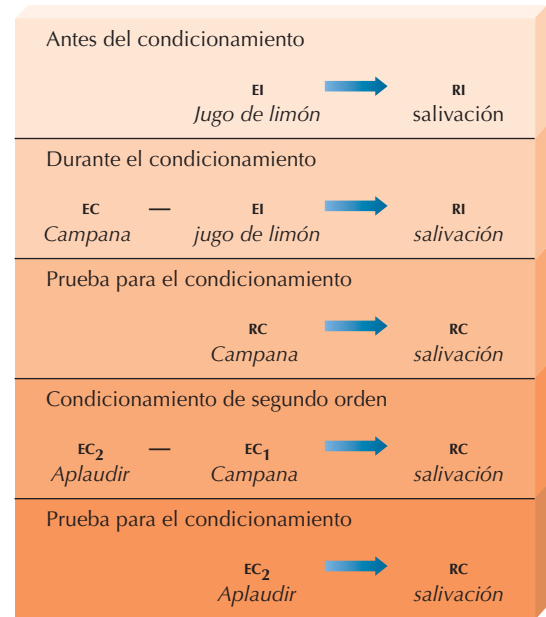 Antes del condicionamiento
EI RI
Jugo de limón salivación
Durante el condicionamiento
EC — EI RI
Campana jugo de limón salivación
Prueba para el condicionamiento
RC RC
Campana salivación
Condicionamiento de segundo orden
EC2 — EC1 RC
Aplaudir Campana salivación
Prueba para el condicionamiento
EC2 RC
Aplaudir salivación